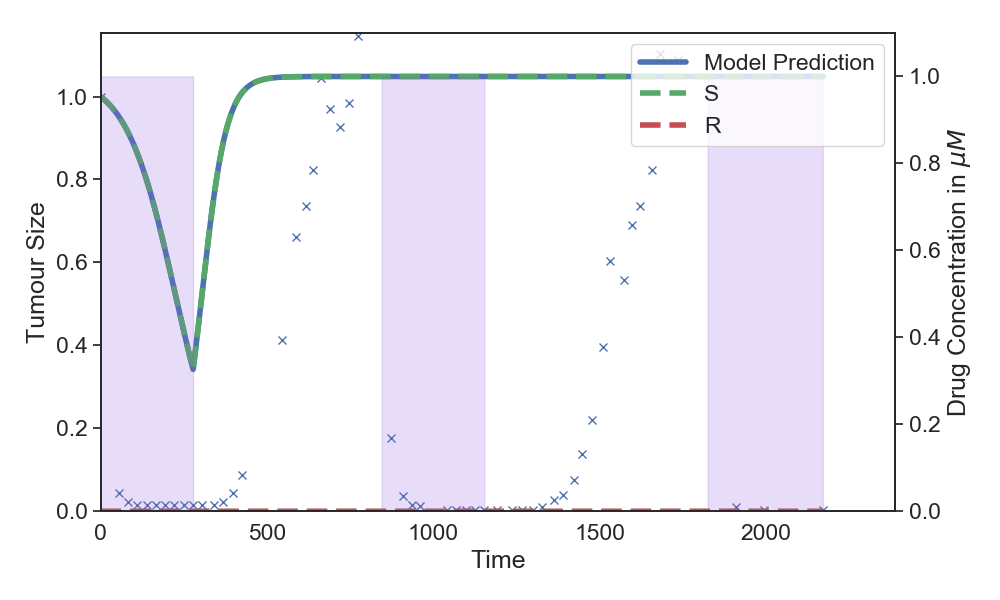 Model Prediction
S
R
1.0
0.8
0.6
0.4
0.2
0.0
Tumour Size
1.0
0.8
0.6
0.4
0.2
0.0
Drug Concentration in μM
0
500
1000
1500
2000
Time